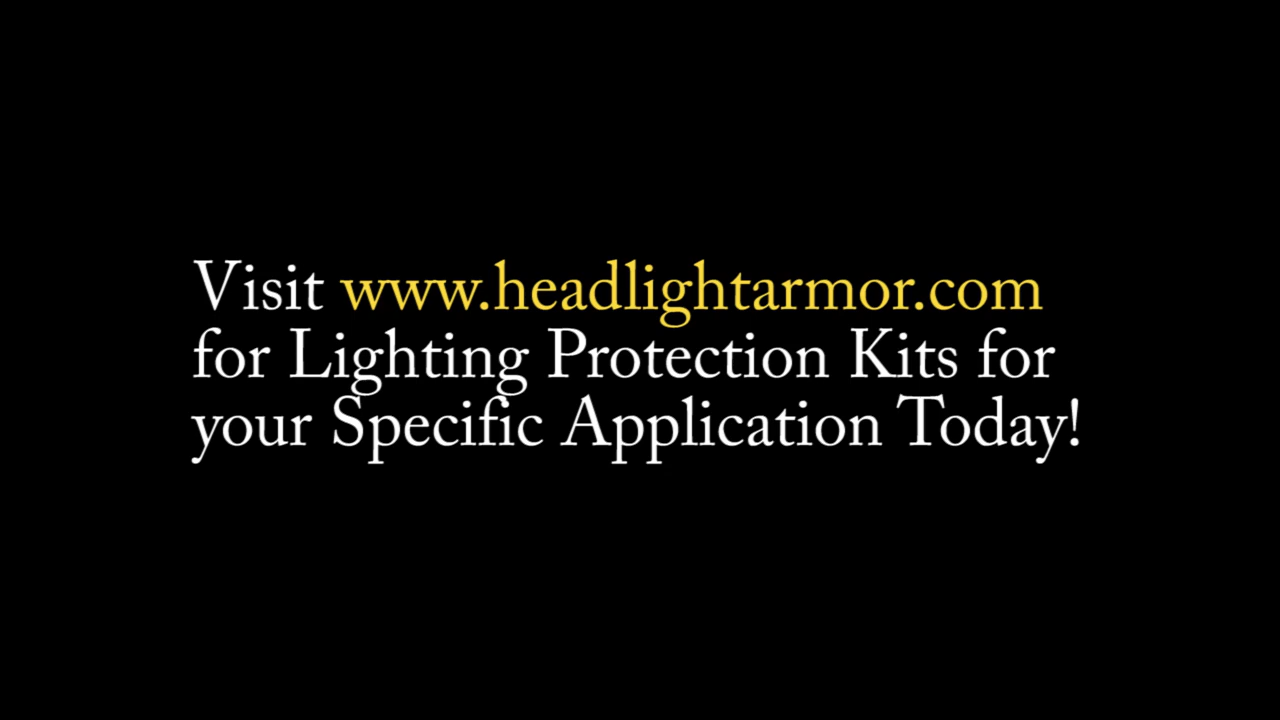 Visit www.headlightarmor.com
for Lighting Protection Kits for
your Specific Application Today!